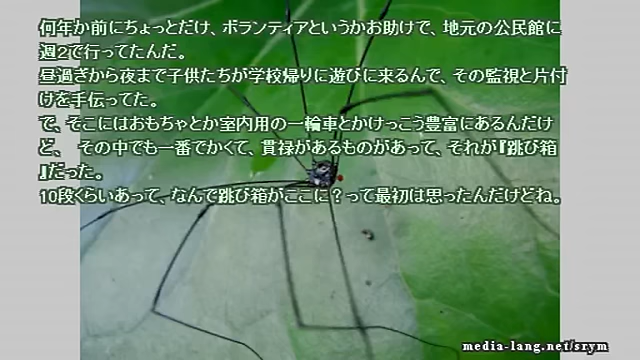 何年か前にちょっとだけ、ボランティアというかお助けで、地元の公民館に
週２で行ってたんだ。
昼過ぎから夜まで子供たちが学校帰りに遊びに来るんで、その監視と片付
けを手伝ってた。
で、そこにはおもちゃとか室内用の一輪車とかけっこう豊富にあるんだけ
ど、　その中でも一番でかくて、貫禄があるものがあって、それが『跳び箱
』だった。
10段くらいあって、なんで跳び箱がここに？って最初は思ったんだけどね。
media-lang.net/srym